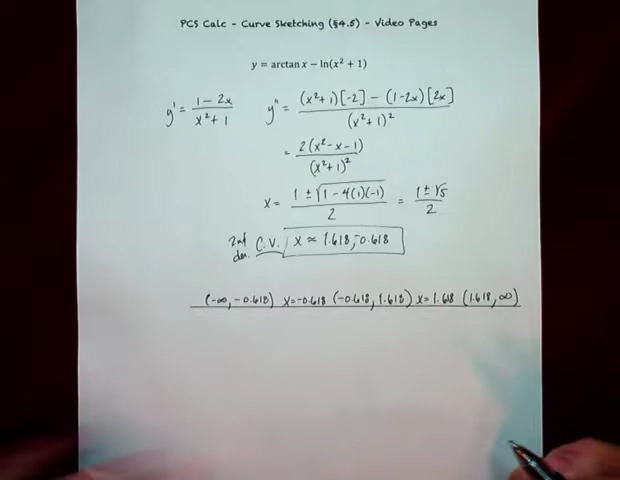 PCS Calc - Curve Sketching (§4.5) - Video Pages
y = arctan x − ln(x² + 1)
y' = (1 - 2x)/(x² + 1)   y" = ((x²+1)[-2] - (1-2x)[2x])/(x²+1)²
= 2(x² - x - 1)/(x²+1)²
x = (1 ± √(1 - 4(1)(-1)))/2 = (1 ± √5)/2
2nd der. C.V. x ≈ 1.618, -0.618
(-∞, -0.618) x=-0.618 (-0.618, 1.618) x=1.618 (1.618, ∞)